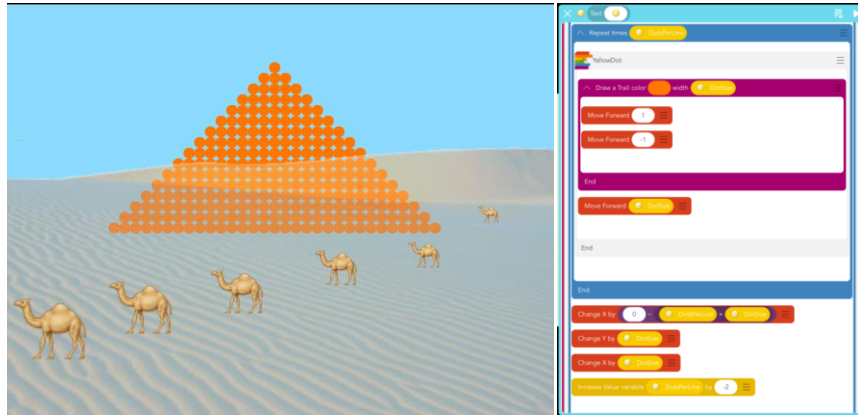 Text
Repeat times DotsPerLine
YellowDot
Draw a Trail color width DotSize
Move Forward 1
Move Forward -1
End
Move Forward DotSize
End
End
Change X by 0 - DotsPerLine × DotSize
Change Y by DotSize
Change X by DotSize
Increase Value variable DotsPerLine by -2